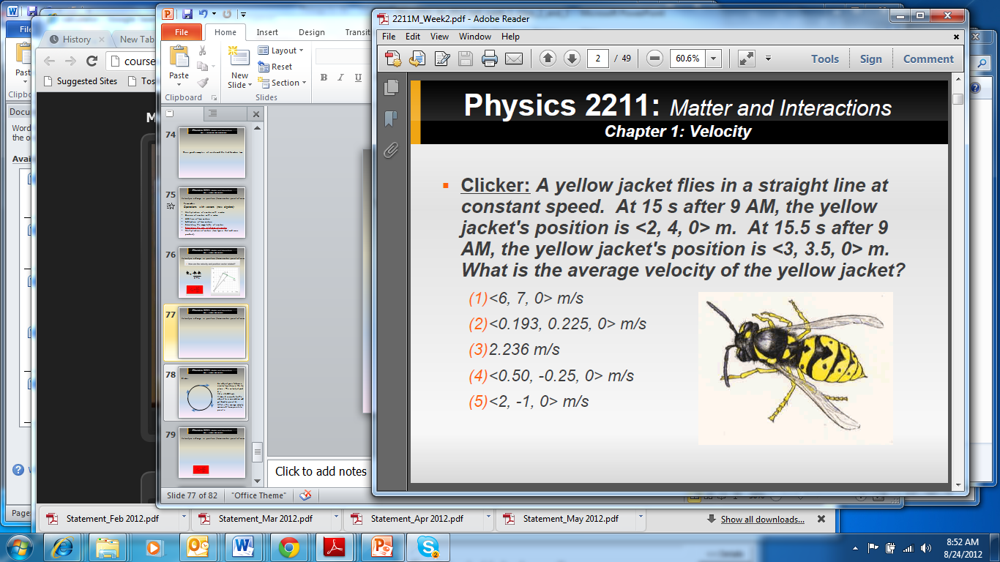 2211M_Week2.pdf - Adobe Reader
File Edit View Window Help
2 / 49 60.6% Tools Sign Comment
Physics 2211: Matter and Interactions
Chapter 1: Velocity
Clicker: A yellow jacket flies in a straight line at
constant speed. At 15 s after 9 AM, the yellow
jacket's position is <2, 4, 0> m. At 15.5 s after 9
AM, the yellow jacket's position is <3, 3.5, 0> m.
What is the average velocity of the yellow jacket?
(1)<6, 7, 0> m/s
(2)<0.193, 0.225, 0> m/s
(3)2.236 m/s
(4)<0.50, -0.25, 0> m/s
(5)<2, -1, 0> m/s
File Home Insert Design
Paste
New
Slide
Layout
Reset
Section
B I U
Clipboard Slides
74
75
76
77
78
79
Click to add notes
Slide 77 of 82 "Office Theme"
History New Tab
course
Suggested Sites
Page
Statement_Feb 2012.pdf Statement_Mar 2012.pdf Statement_Apr 2012.pdf Statement_May 2012.pdf Show all downloads...
8:52 AM
8/24/2012